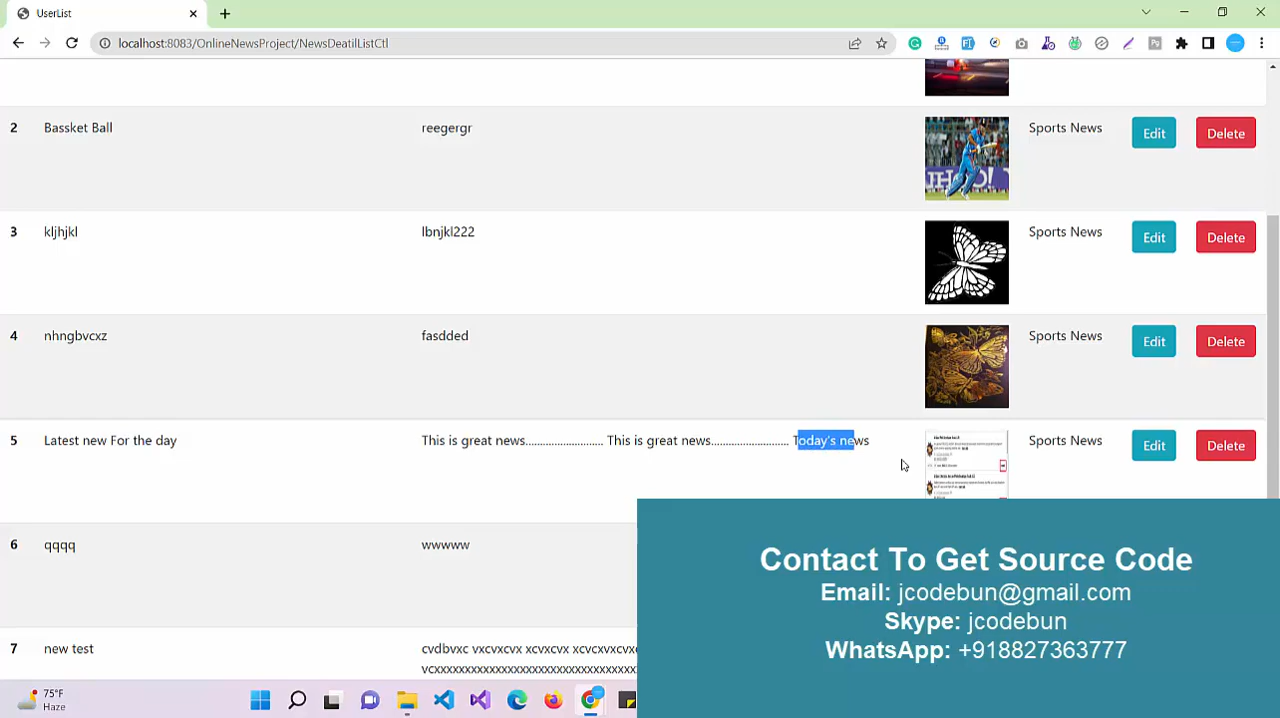 UserList
localhost:8083/OnlineNewsProject/NewsDeatilListCtl
2 Bassket Ball reegergr Sports News Edit Delete
YAHOO!
3 kljhjkl lbnjkl222 Sports News Edit Delete
4 nhngbvcxz fasdded Sports News Edit Delete
5 Latest new For the day This is great news.......................... This is great news.......................... Today's news Sports News Edit Delete
6 qqqq wwwww
7 new test cvdbvxc vxcvxcvx xcvxcvx xcvcxvxcv
vcxxxxxxxxxxxxxxxxxxxxxxxxxxxxxxxxx
Contact To Get Source Code
Email: jcodebun@gmail.com
Skype: jcodebun
WhatsApp: +918827363777
75°F
Haze